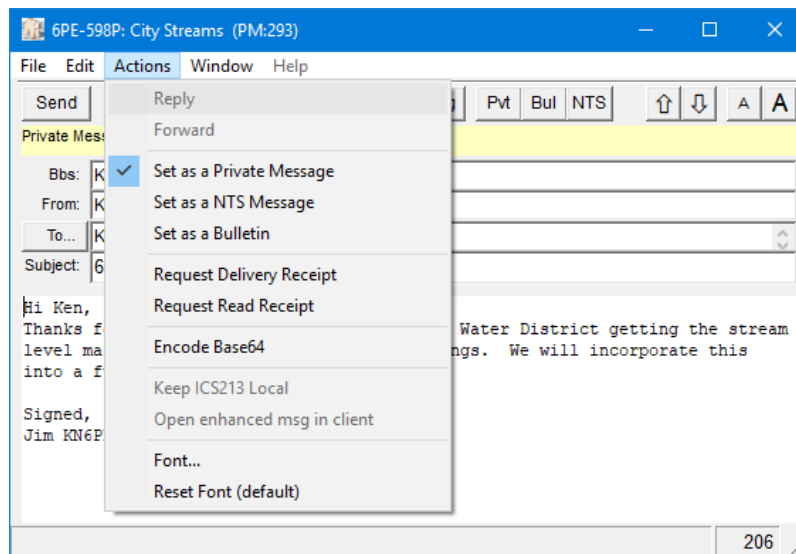 6PE-598P: City Streams (PM:293)
File Edit Actions Window Help
Send Pvt Bul NTS A A
Private Mess
Bbs: K
From: K
To... K
Subject: 6
Reply
Forward
Set as a Private Message
Set as a NTS Message
Set as a Bulletin
Request Delivery Receipt
Request Read Receipt
Encode Base64
Keep ICS213 Local
Open enhanced msg in client
Font...
Reset Font (default)
Hi Ken,
Thanks f Water District getting the stream
level ma ngs. We will incorporate this
into a f
Signed,
Jim KN6P
206